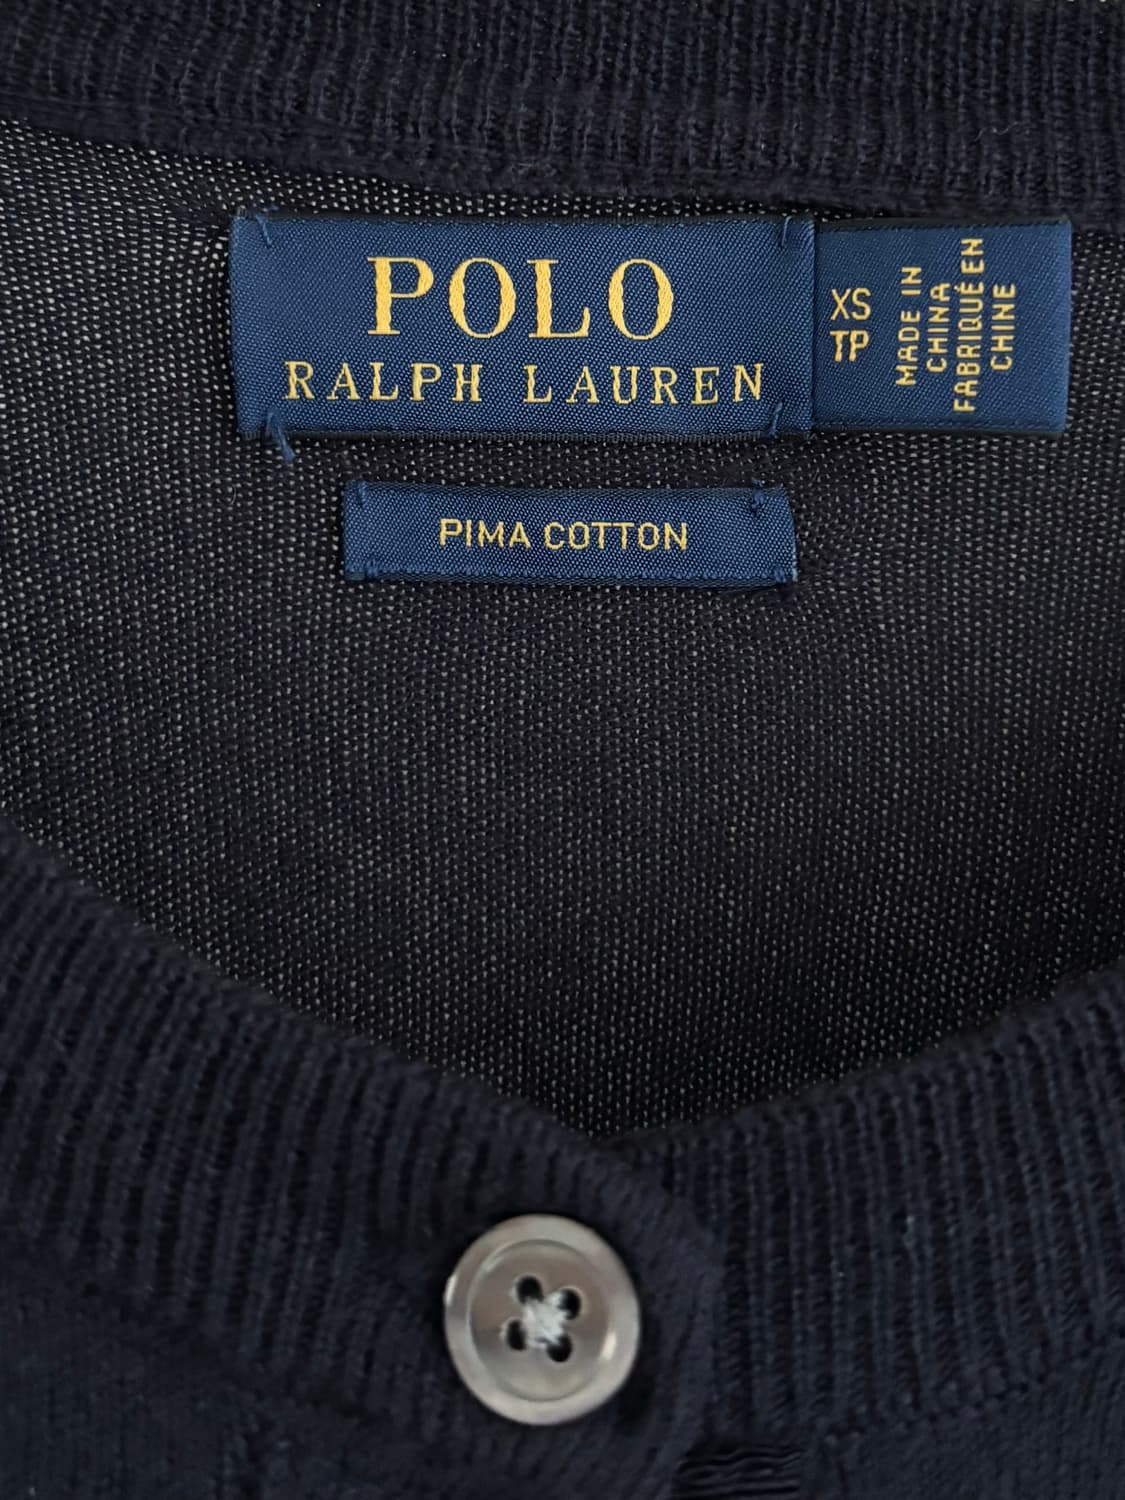 POLO
RALPH LAUREN
XS
TP
MADE IN
CHINA
FABRIQUÉ EN
CHINE
PIMA COTTON